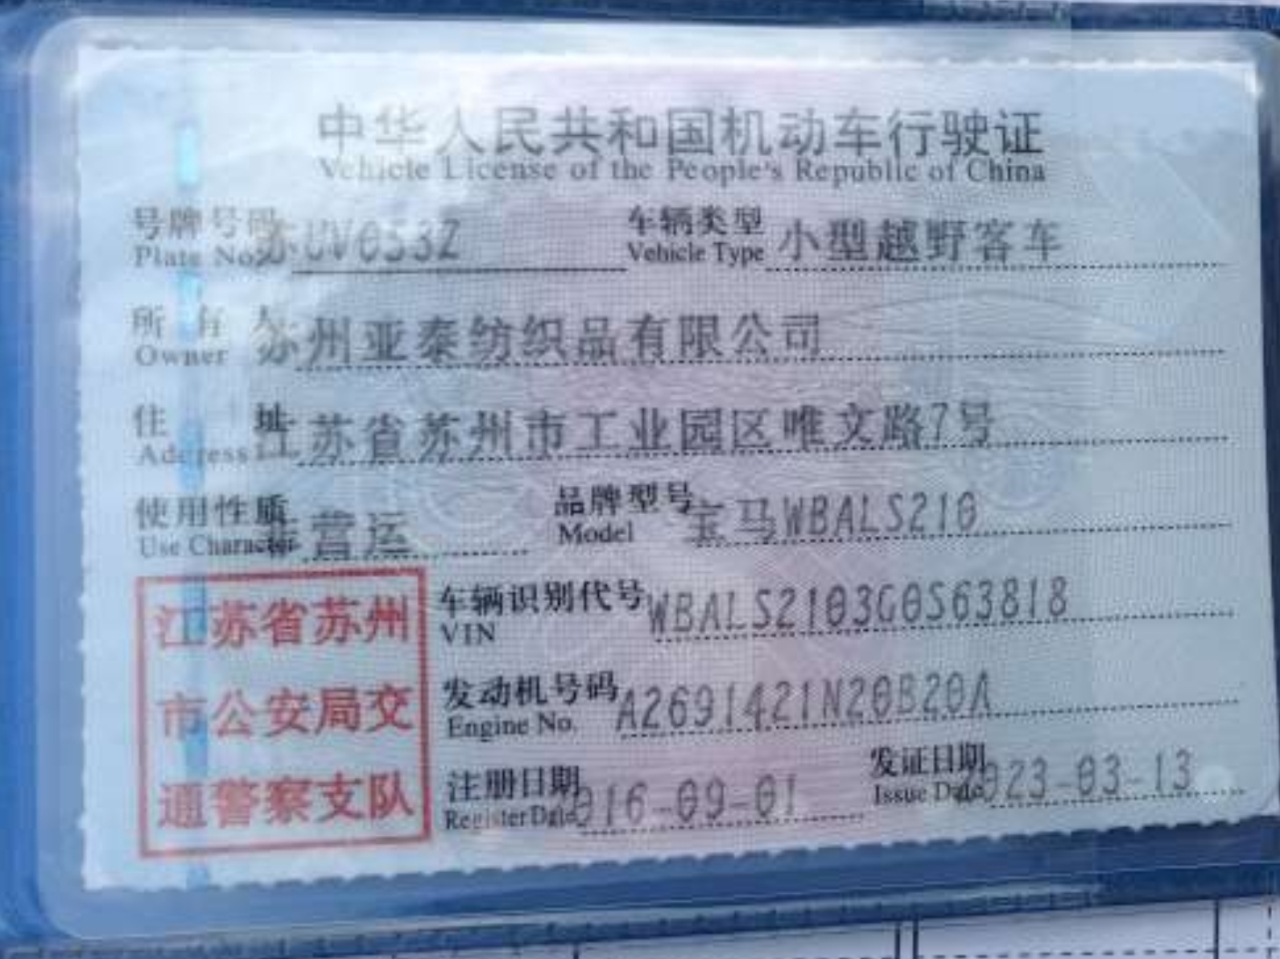 中华人民共和国机动车行驶证
Vehicle License of the People's Republic of China
号牌号码 苏UV053Z 车辆类型 小型越野客车
Plate No. Vehicle Type
所有人 苏州亚泰纺织品有限公司
Owner
住址 江苏省苏州市工业园区唯文路7号
Address
使用性质 非营运 品牌型号 宝马WBALS210
Use Character Model
江苏省苏州
市公安局交
通警察支队
车辆识别代号 WBALS2103G0S63818
VIN
发动机号码 A2691421N20B20A
Engine No.
注册日期 2016-09-01 发证日期 2023-03-13
Register Date Issue Date